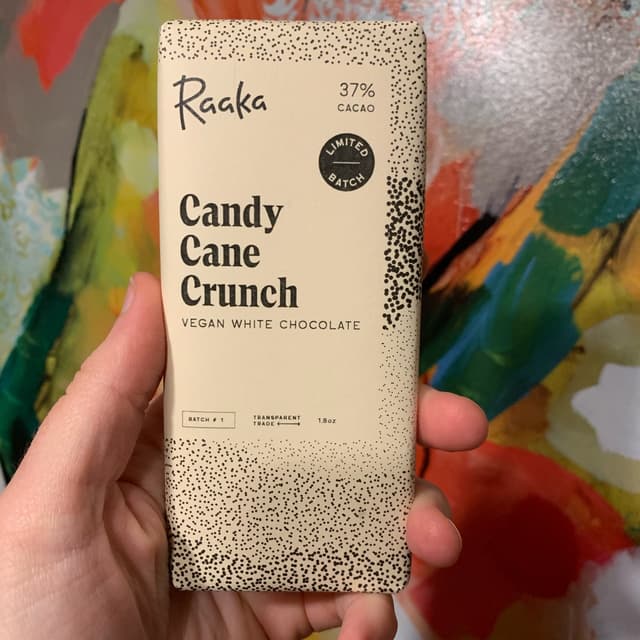 Raaka
37%
CACAO
LIMITED
BATCH
Candy
Cane
Crunch
VEGAN WHITE CHOCOLATE
BATCH # 1
TRANSPARENT
TRADE
1.8oz